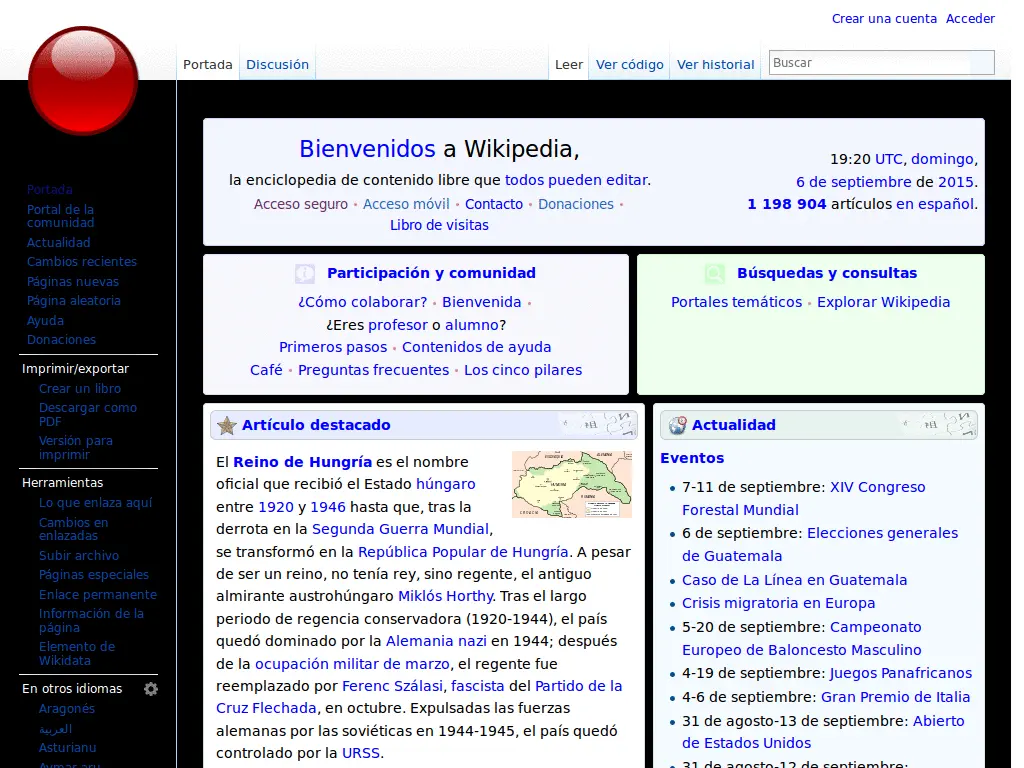 Crear una cuenta Acceder
Portada Discusión Leer Ver código Ver historial Buscar
Portada
Portal de la
comunidad
Actualidad
Cambios recientes
Páginas nuevas
Página aleatoria
Ayuda
Donaciones
Imprimir/exportar
Crear un libro
Descargar como
PDF
Versión para
imprimir
Herramientas
Lo que enlaza aquí
Cambios en
enlazadas
Subir archivo
Páginas especiales
Enlace permanente
Información de la
página
Elemento de
Wikidata
En otros idiomas
Aragonés
العربية
Asturianu
Aymar aru
Bienvenidos a Wikipedia,
la enciclopedia de contenido libre que todos pueden editar.
Acceso seguro • Acceso móvil • Contacto • Donaciones •
Libro de visitas
19:20 UTC, domingo,
6 de septiembre de 2015.
1 198 904 artículos en español.
Participación y comunidad
¿Cómo colaborar? • Bienvenida •
¿Eres profesor o alumno?
Primeros pasos • Contenidos de ayuda
Café • Preguntas frecuentes • Los cinco pilares
Búsquedas y consultas
Portales temáticos • Explorar Wikipedia
Artículo destacado
El Reino de Hungría es el nombre
oficial que recibió el Estado húngaro
entre 1920 y 1946 hasta que, tras la
derrota en la Segunda Guerra Mundial,
se transformó en la República Popular de Hungría. A pesar
de ser un reino, no tenía rey, sino regente, el antiguo
almirante austrohúngaro Miklós Horthy. Tras el largo
periodo de regencia conservadora (1920-1944), el país
quedó dominado por la Alemania nazi en 1944; después
de la ocupación militar de marzo, el regente fue
reemplazado por Ferenc Szálasi, fascista del Partido de la
Cruz Flechada, en octubre. Expulsadas las fuerzas
alemanas por las soviéticas en 1944-1945, el país quedó
controlado por la URSS.
Actualidad
Eventos
• 7-11 de septiembre: XIV Congreso
Forestal Mundial
• 6 de septiembre: Elecciones generales
de Guatemala
• Caso de La Línea en Guatemala
• Crisis migratoria en Europa
• 5-20 de septiembre: Campeonato
Europeo de Baloncesto Masculino
• 4-19 de septiembre: Juegos Panafricanos
• 4-6 de septiembre: Gran Premio de Italia
• 31 de agosto-13 de septiembre: Abierto
de Estados Unidos
• 31 de agosto-12 de septiembre: